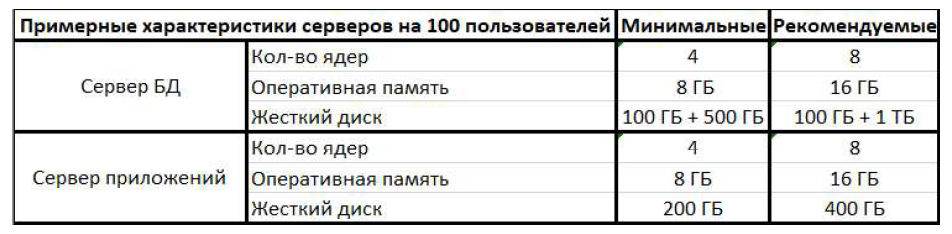 Примерные характеристики серверов на 100 пользователей Минимальные Рекомендуемые
Кол-во ядер 4 8
Сервер БД Оперативная память 8 ГБ 16 ГБ
Жесткий диск 100 ГБ + 500 ГБ 100 ГБ + 1 ТБ
Кол-во ядер 4 8
Сервер приложений Оперативная память 8 ГБ 16 ГБ
Жесткий диск 200 ГБ 400 ГБ